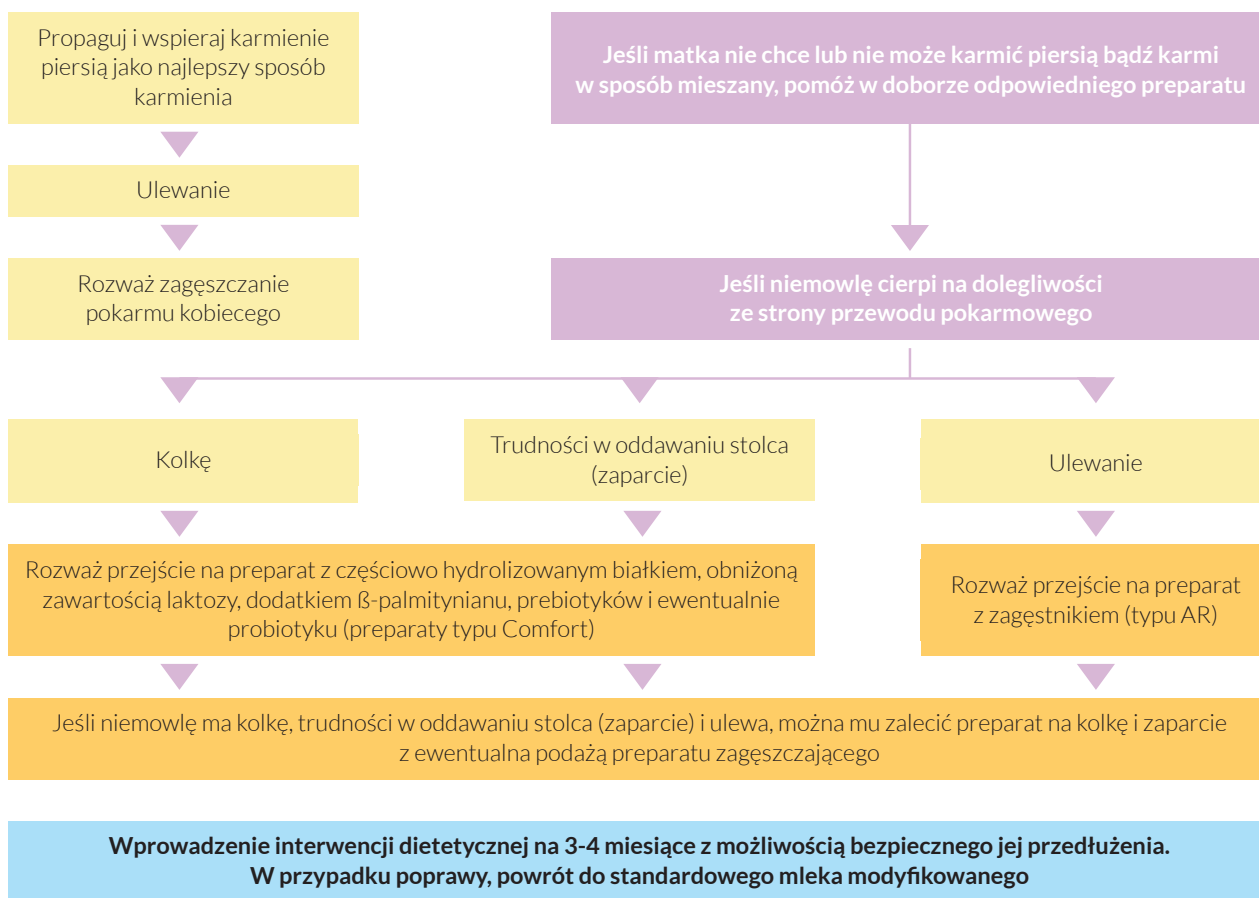 Propaguj i wspieraj karmienie
piersią jako najlepszy sposób
karmienia
Jeśli matka nie chce lub nie może karmić piersią bądź karmi
w sposób mieszany, pomóż w doborze odpowiedniego preparatu
Ulewanie
Rozważ zagęszczanie
pokarmu kobiecego
Jeśli niemowlę cierpi na dolegliwości
ze strony przewodu pokarmowego
Kolkę
Trudności w oddawaniu stolca
(zaparcie)
Ulewanie
Rozważ przejście na preparat z częściowo hydrolizowanym białkiem, obniżoną
zawartością laktozy, dodatkiem ß-palmitynianu, prebiotyków i ewentualnie
probiotyku (preparaty typu Comfort)
Rozważ przejście na preparat
z zagęstnikiem (typu AR)
Jeśli niemowlę ma kolkę, trudności w oddawaniu stolca (zaparcie) i ulewa, można mu zalecić preparat na kolkę i zaparcie
z ewentualna podażą preparatu zagęszczającego
Wprowadzenie interwencji dietetycznej na 3-4 miesiące z możliwością bezpiecznego jej przedłużenia.
W przypadku poprawy, powrót do standardowego mleka modyfikowanego